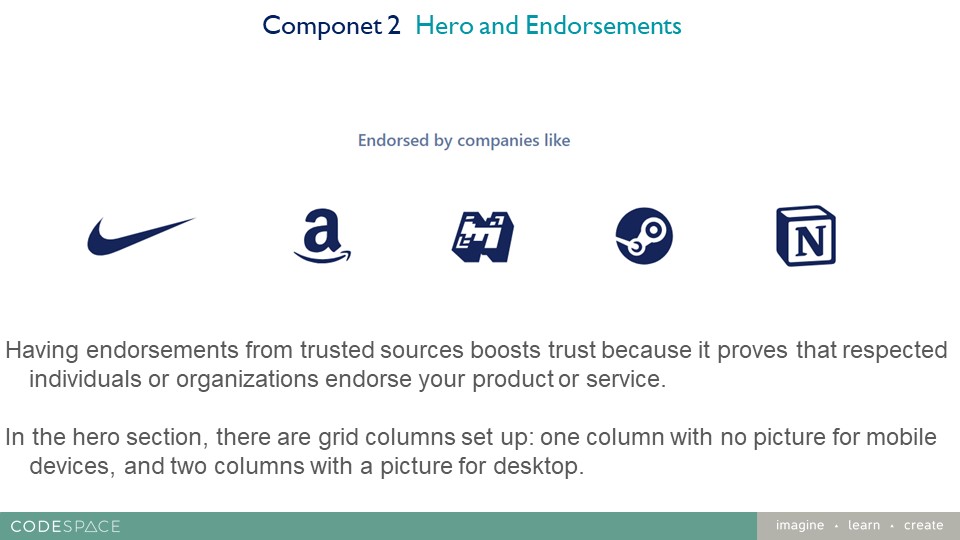 Componet 2 Hero and Endorsements
Endorsed by companies like
a
N
Having endorsements from trusted sources boosts trust because it proves that respected
individuals or organizations endorse your product or service.
In the hero section, there are grid columns set up: one column with no picture for mobile
devices, and two columns with a picture for desktop.
CODESPACE
imagine • learn • create